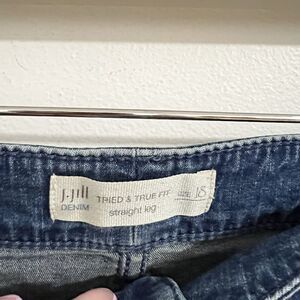 J.Jill TRIED & TRUE FIT SIZE 18
DENIM straight leg